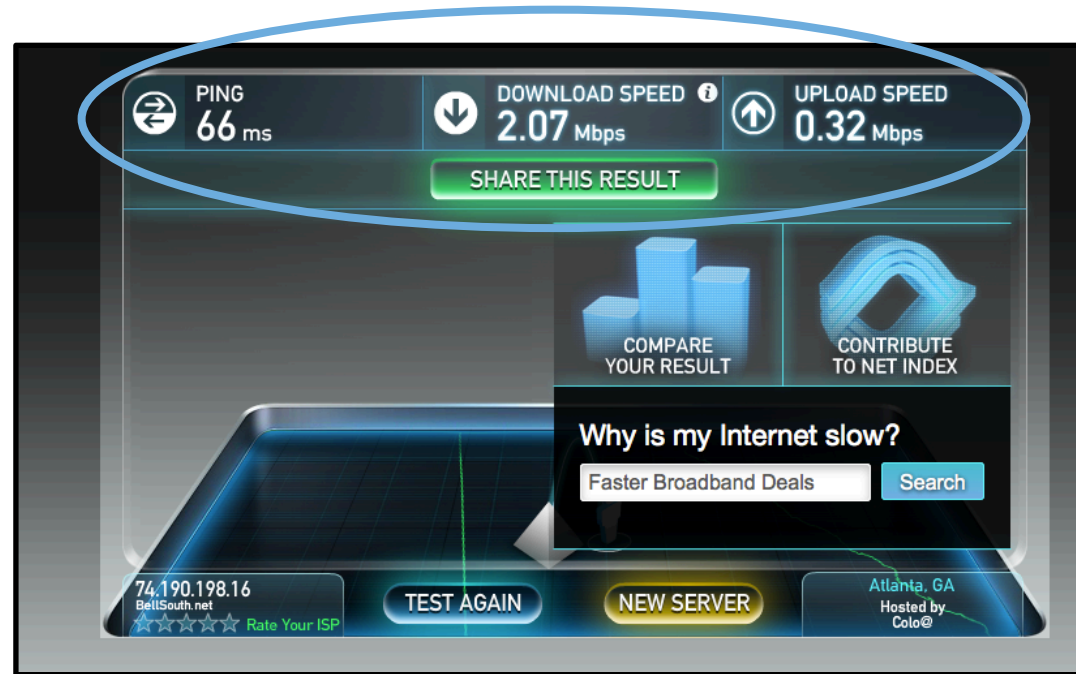 PING
66 ms
DOWNLOAD SPEED i
2.07 Mbps
UPLOAD SPEED
0.32 Mbps
SHARE THIS RESULT
COMPARE
YOUR RESULT
CONTRIBUTE
TO NET INDEX
Why is my Internet slow?
Faster Broadband Deals
Search
74.190.198.16
BellSouth.net
Rate Your ISP
TEST AGAIN
NEW SERVER
Atlanta, GA
Hosted by
Colo@